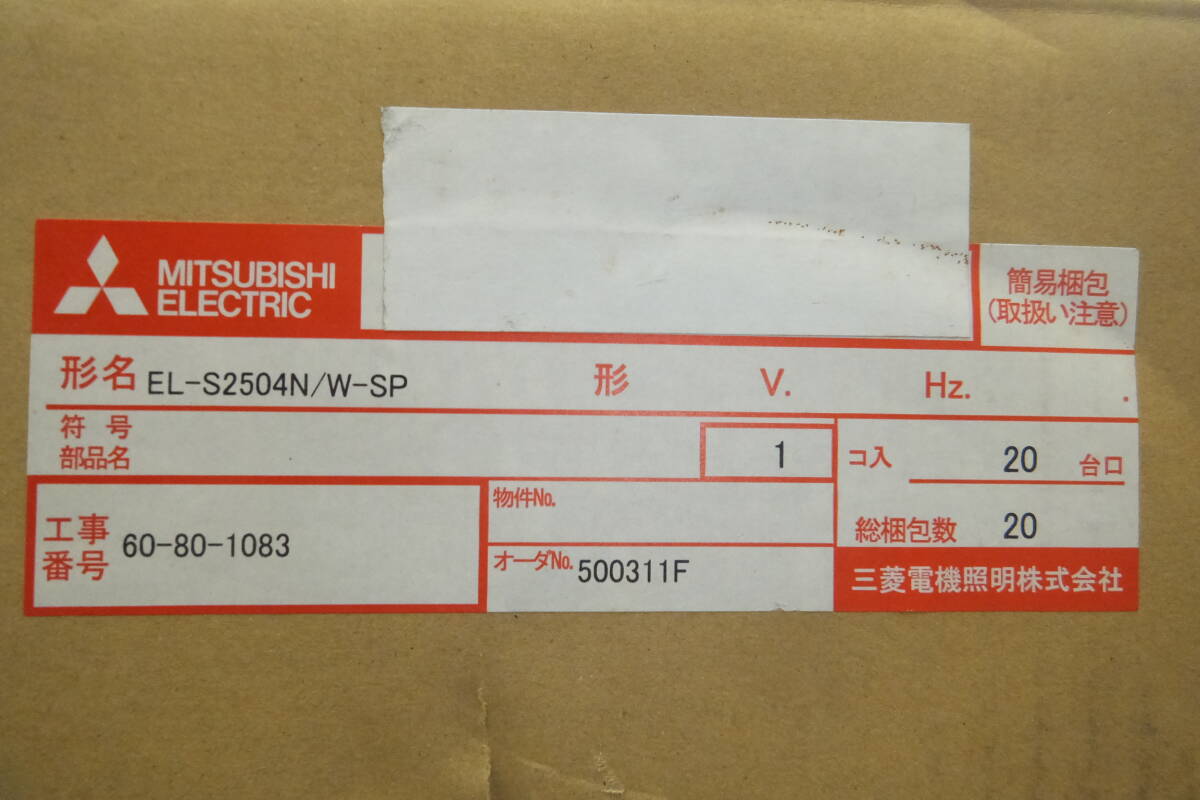 MITSUBISHI
ELECTRIC
簡易梱包
(取扱い注意)
形名 EL-S2504N/W-SP 形 V. Hz. .
符号
部品名
1
コ入 20 台口
総梱包数 20
工事
番号 60-80-1083
物件No.
オーダNo. 500311F
三菱電機照明株式会社